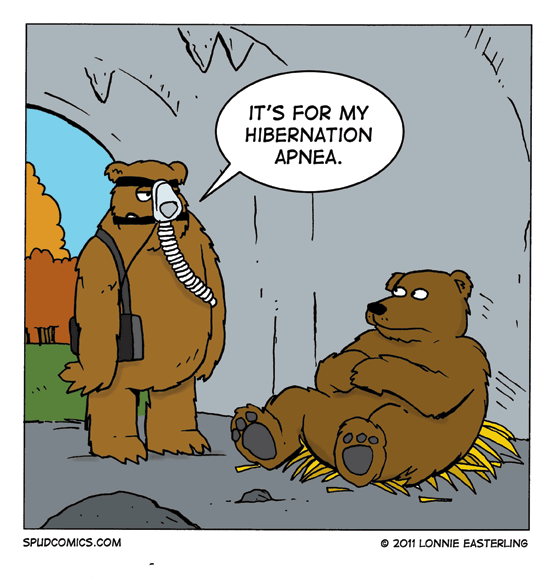 IT'S FOR MY
HIBERNATION
APNEA.
SPUDCOMICS.COM
© 2011 LONNIE EASTERLING